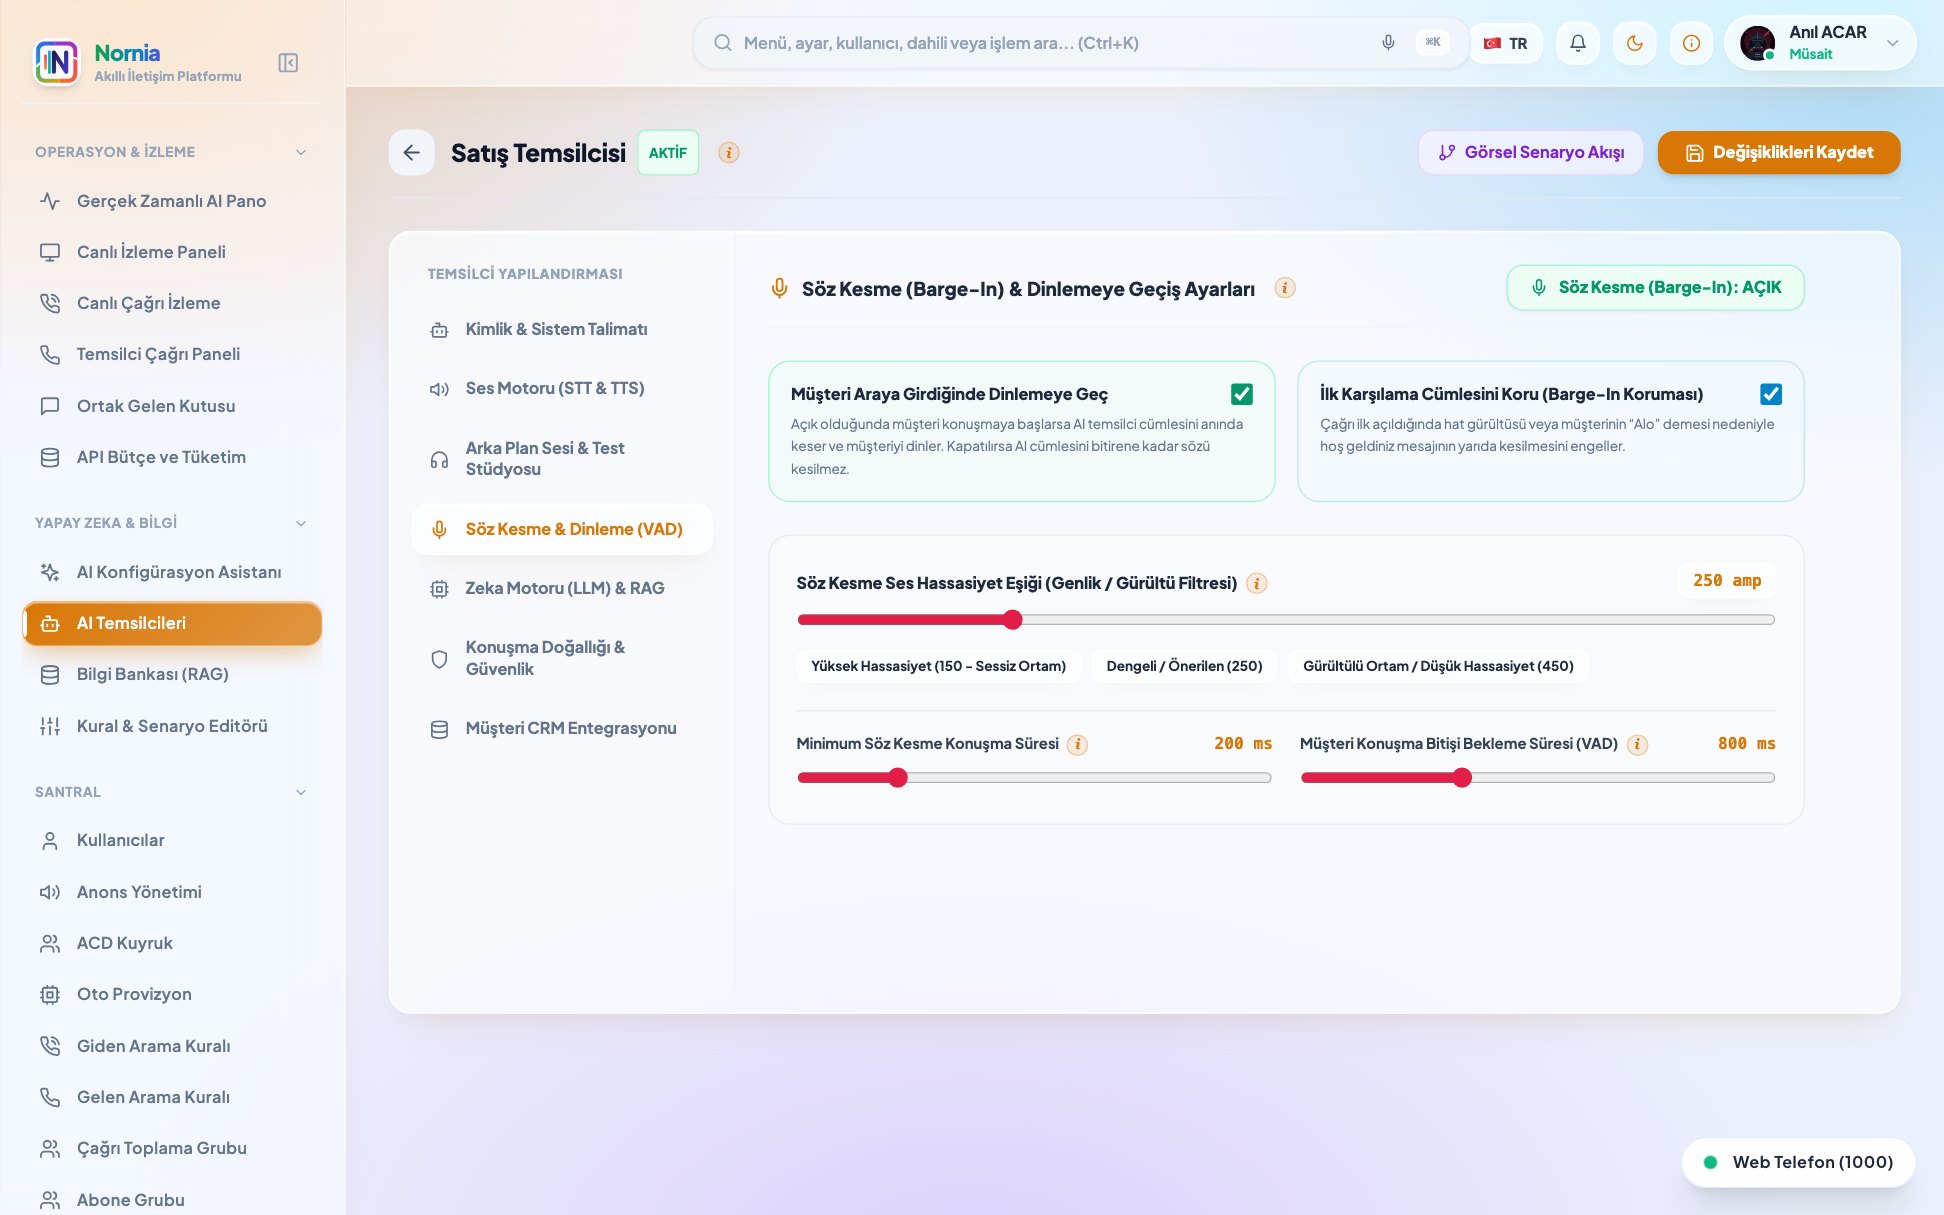 Nornia
Akıllı İletişim Platformu
Menü, ayar, kullanıcı, dahili veya işlem ara... (Ctrl+K)
⌘K
TR
Anıl ACAR
Müsait
OPERASYON & İZLEME
Gerçek Zamanlı AI Pano
Canlı İzleme Paneli
Canlı Çağrı İzleme
Temsilci Çağrı Paneli
Ortak Gelen Kutusu
API Bütçe ve Tüketim
YAPAY ZEKA & BİLGİ
AI Konfigürasyon Asistanı
AI Temsilcileri
Bilgi Bankası (RAG)
Kural & Senaryo Editörü
SANTRAL
Kullanıcılar
Anons Yönetimi
ACD Kuyruk
Oto Provizyon
Giden Arama Kuralı
Gelen Arama Kuralı
Çağrı Toplama Grubu
Abone Grubu
Satış Temsilcisi
AKTİF
Görsel Senaryo Akışı
Değişiklikleri Kaydet
TEMSİLCİ YAPILANDIRMASI
Kimlik & Sistem Talimatı
Ses Motoru (STT & TTS)
Arka Plan Sesi & Test
Stüdyosu
Söz Kesme & Dinleme (VAD)
Zeka Motoru (LLM) & RAG
Konuşma Doğallığı &
Güvenlik
Müşteri CRM Entegrasyonu
Söz Kesme (Barge-In) & Dinlemeye Geçiş Ayarları
Söz Kesme (Barge-In): AÇIK
Müşteri Araya Girdiğinde Dinlemeye Geç
Açık olduğunda müşteri konuşmaya başlarsa AI temsilci cümlesini anında
keser ve müşteriyi dinler. Kapatılırsa AI cümlesini bitirene kadar sözü
kesilmez.
İlk Karşılama Cümlesini Koru (Barge-In Koruması)
Çağrı ilk açıldığında hat gürültüsü veya müşterinin “Alo” demesi nedeniyle
hoş geldiniz mesajının yarıda kesilmesini engeller.
Söz Kesme Ses Hassasiyet Eşiği (Genlik / Gürültü Filtresi)
250 amp
Yüksek Hassasiyet (150 - Sessiz Ortam)
Dengeli / Önerilen (250)
Gürültülü Ortam / Düşük Hassasiyet (450)
Minimum Söz Kesme Konuşma Süresi
200 ms
Müşteri Konuşma Bitişi Bekleme Süresi (VAD)
800 ms
Web Telefon (1000)